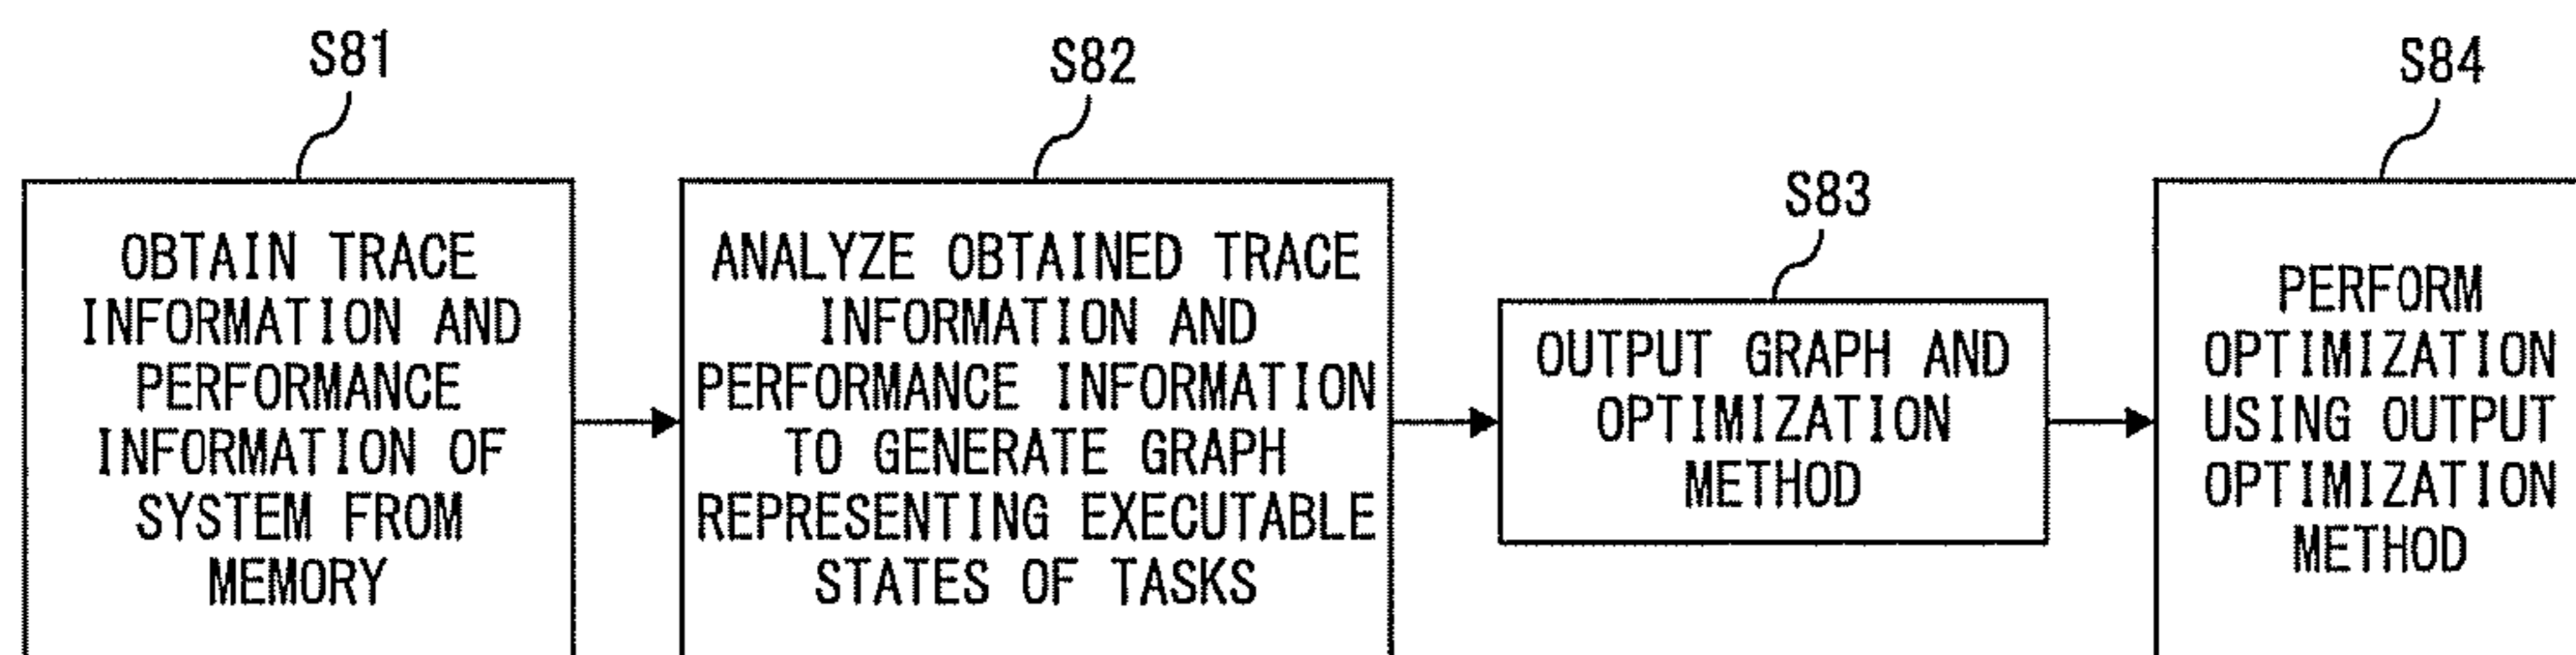 S81
OBTAIN TRACE
INFORMATION AND
PERFORMANCE
INFORMATION OF
SYSTEM FROM
MEMORY
S82
ANALYZE OBTAINED TRACE
INFORMATION AND
PERFORMANCE INFORMATION
TO GENERATE GRAPH
REPRESENTING EXECUTABLE
STATES OF TASKS
S83
OUTPUT GRAPH AND
OPTIMIZATION
METHOD
S84
PERFORM
OPTIMIZATION
USING OUTPUT
OPTIMIZATION
METHOD